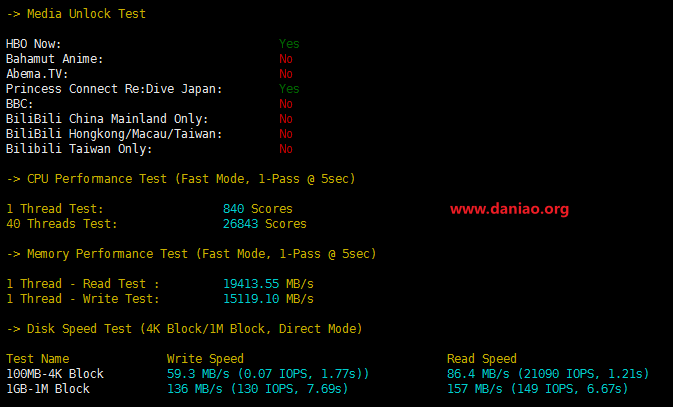 -> Media Unlock Test
HBO Now: Yes
Bahamut Anime: No
Abema.TV: No
Princess Connect Re:Dive Japan: Yes
BBC: No
BiliBili China Mainland Only: No
BiliBili Hongkong/Macau/Taiwan: No
Bilibili Taiwan Only: No
-> CPU Performance Test (Fast Mode, 1-Pass @ 5sec)
1 Thread Test: 840 Scores
40 Threads Test: 26843 Scores
www.daniao.org
-> Memory Performance Test (Fast Mode, 1-Pass @ 5sec)
1 Thread - Read Test : 19413.55 MB/s
1 Thread - Write Test: 15119.10 MB/s
-> Disk Speed Test (4K Block/1M Block, Direct Mode)
Test Name Write Speed Read Speed
100MB-4K Block 59.3 MB/s (0.07 IOPS, 1.77s)) 86.4 MB/s (21090 IOPS, 1.21s)
1GB-1M Block 136 MB/s (130 IOPS, 7.69s) 157 MB/s (149 IOPS, 6.67s)